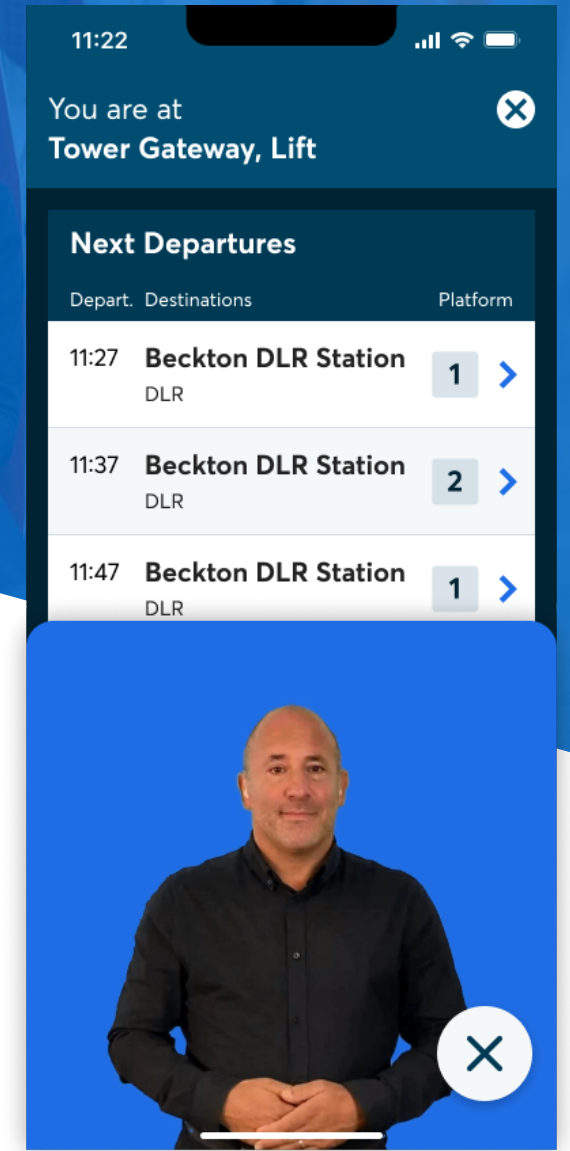 11:22
You are at
Tower Gateway, Lift
Next Departures
Depart. Destinations Platform
11:27 Beckton DLR Station 1
DLR
11:37 Beckton DLR Station 2
DLR
11:47 Beckton DLR Station 1
DLR